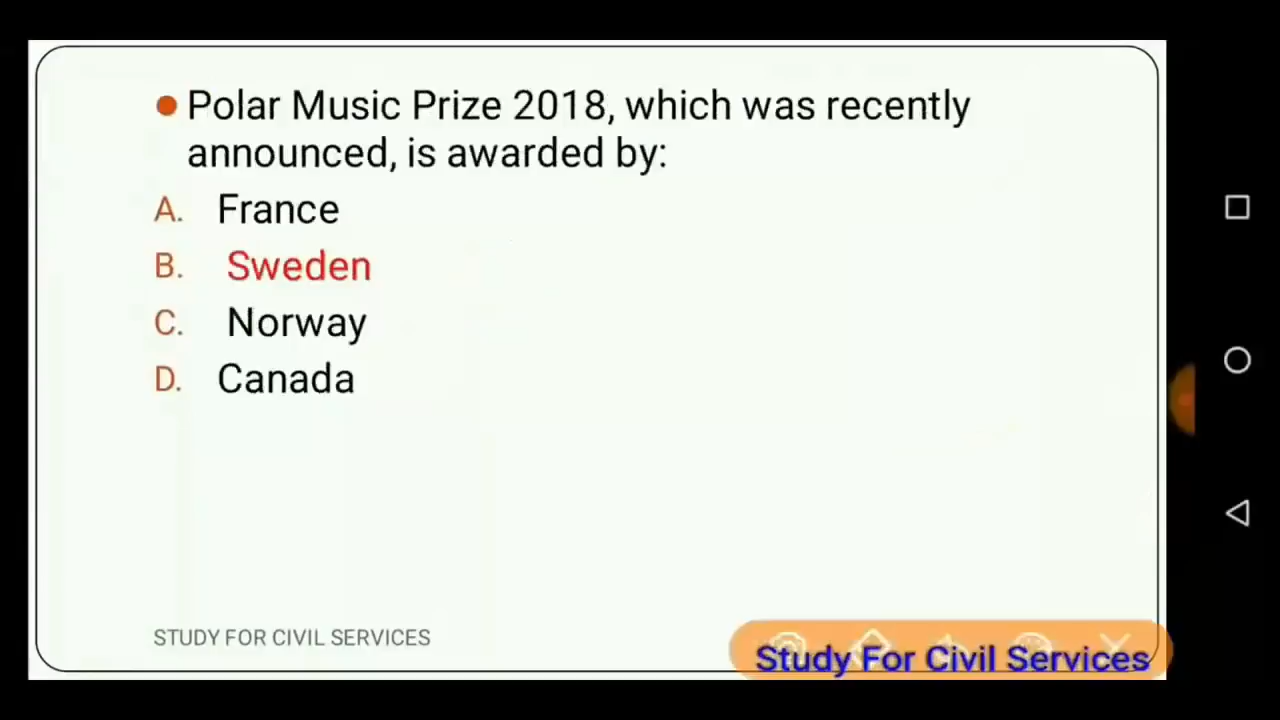 Polar Music Prize 2018, which was recently
announced, is awarded by:
A. France
B. Sweden
C. Norway
D. Canada
STUDY FOR CIVIL SERVICES
Study For Civil Services